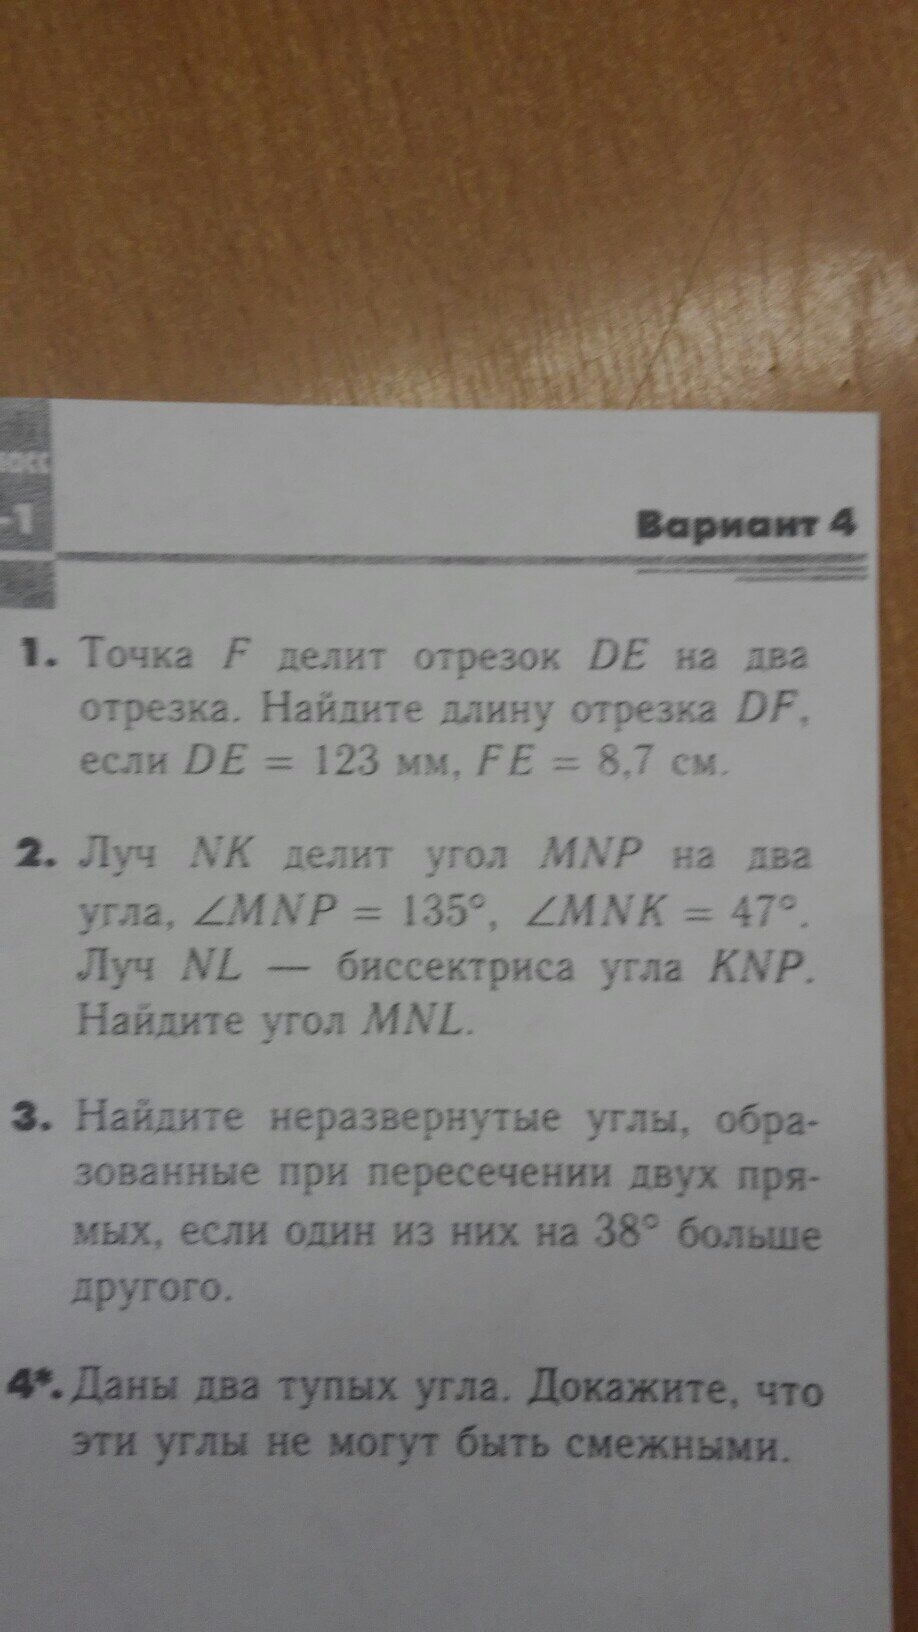 -1
Вариант 4
1. Точка F делит отрезок DE на два
отрезка. Найдите длину отрезка DF,
если DE = 123 мм, FE = 8,7 см.
2. Луч NK делит угол MNP на два
угла, ∠MNP = 135°, ∠MNK = 47°.
Луч NL — биссектриса угла KNP.
Найдите угол MNL.
3. Найдите неразвернутые углы, обра-
зованные при пересечении двух пря-
мых, если один из них на 38° больше
другого.
4*. Даны два тупых угла. Докажите, что
эти углы не могут быть смежными.